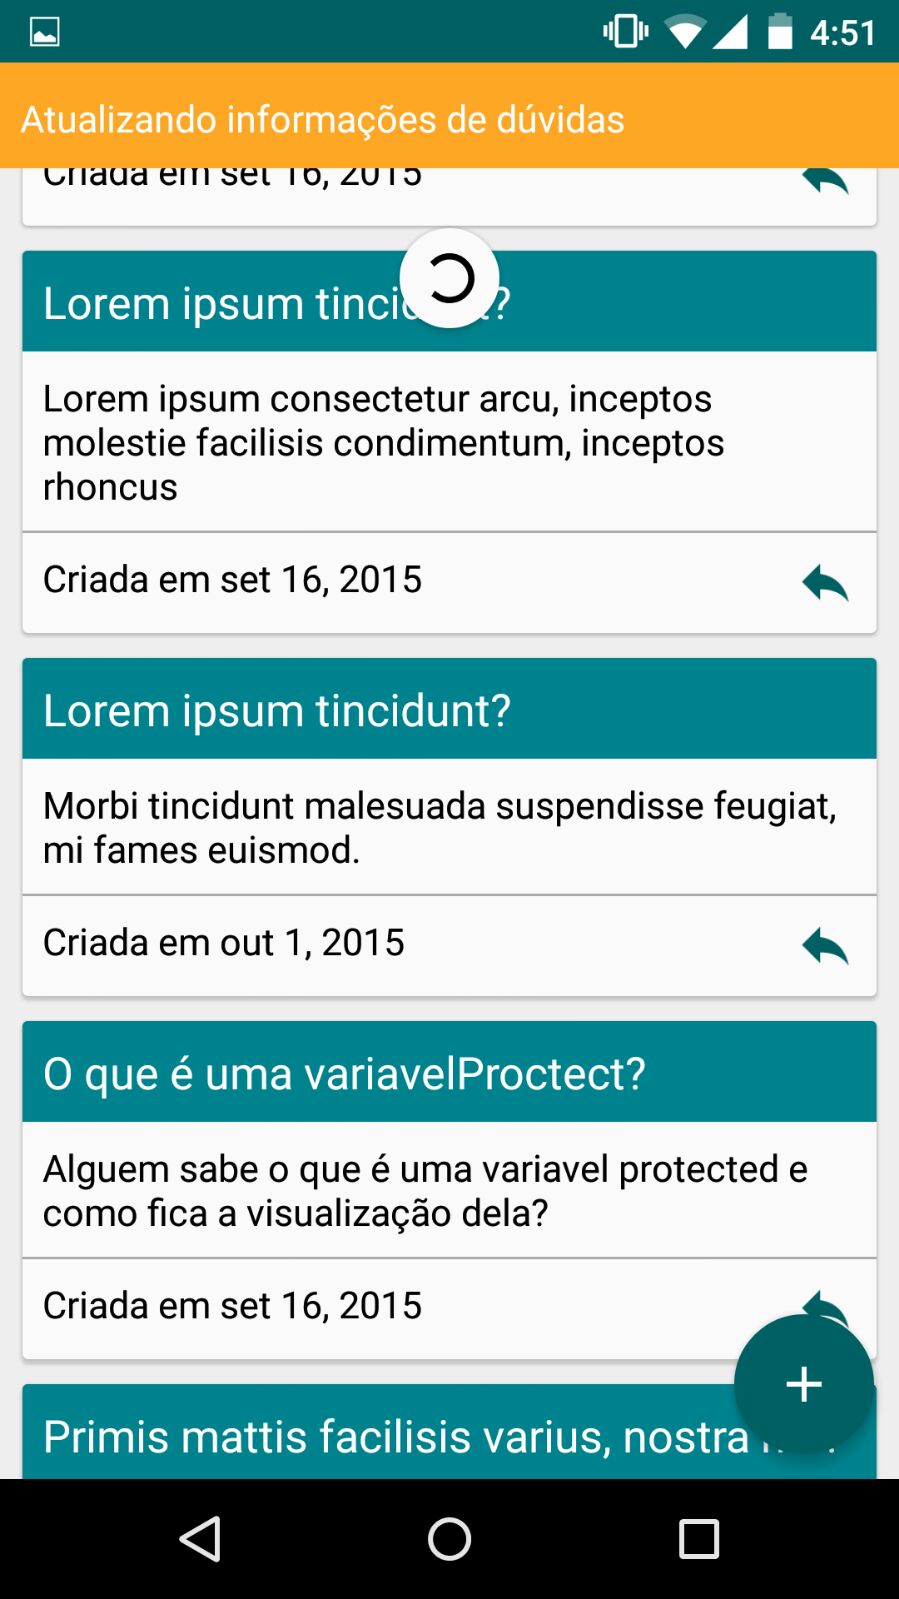 4:51
Atualizando informações de dúvidas
Criada em set 16, 2015
Lorem ipsum
Lorem ipsum consectetur arcu, inceptos
molestie facilisis condimentum, inceptos
rhoncus
Criada em set 16, 2015
Lorem ipsum tincidunt?
Morbi tincidunt malesuada suspendisse feugiat,
mi fames euismod.
Criada em out 1, 2015
O que é uma variavelProctect?
Alguem sabe o que é uma variavel protected e
como fica a visualização dela?
Criada em set 16, 2015
Primis mattis facilisis varius, nostra